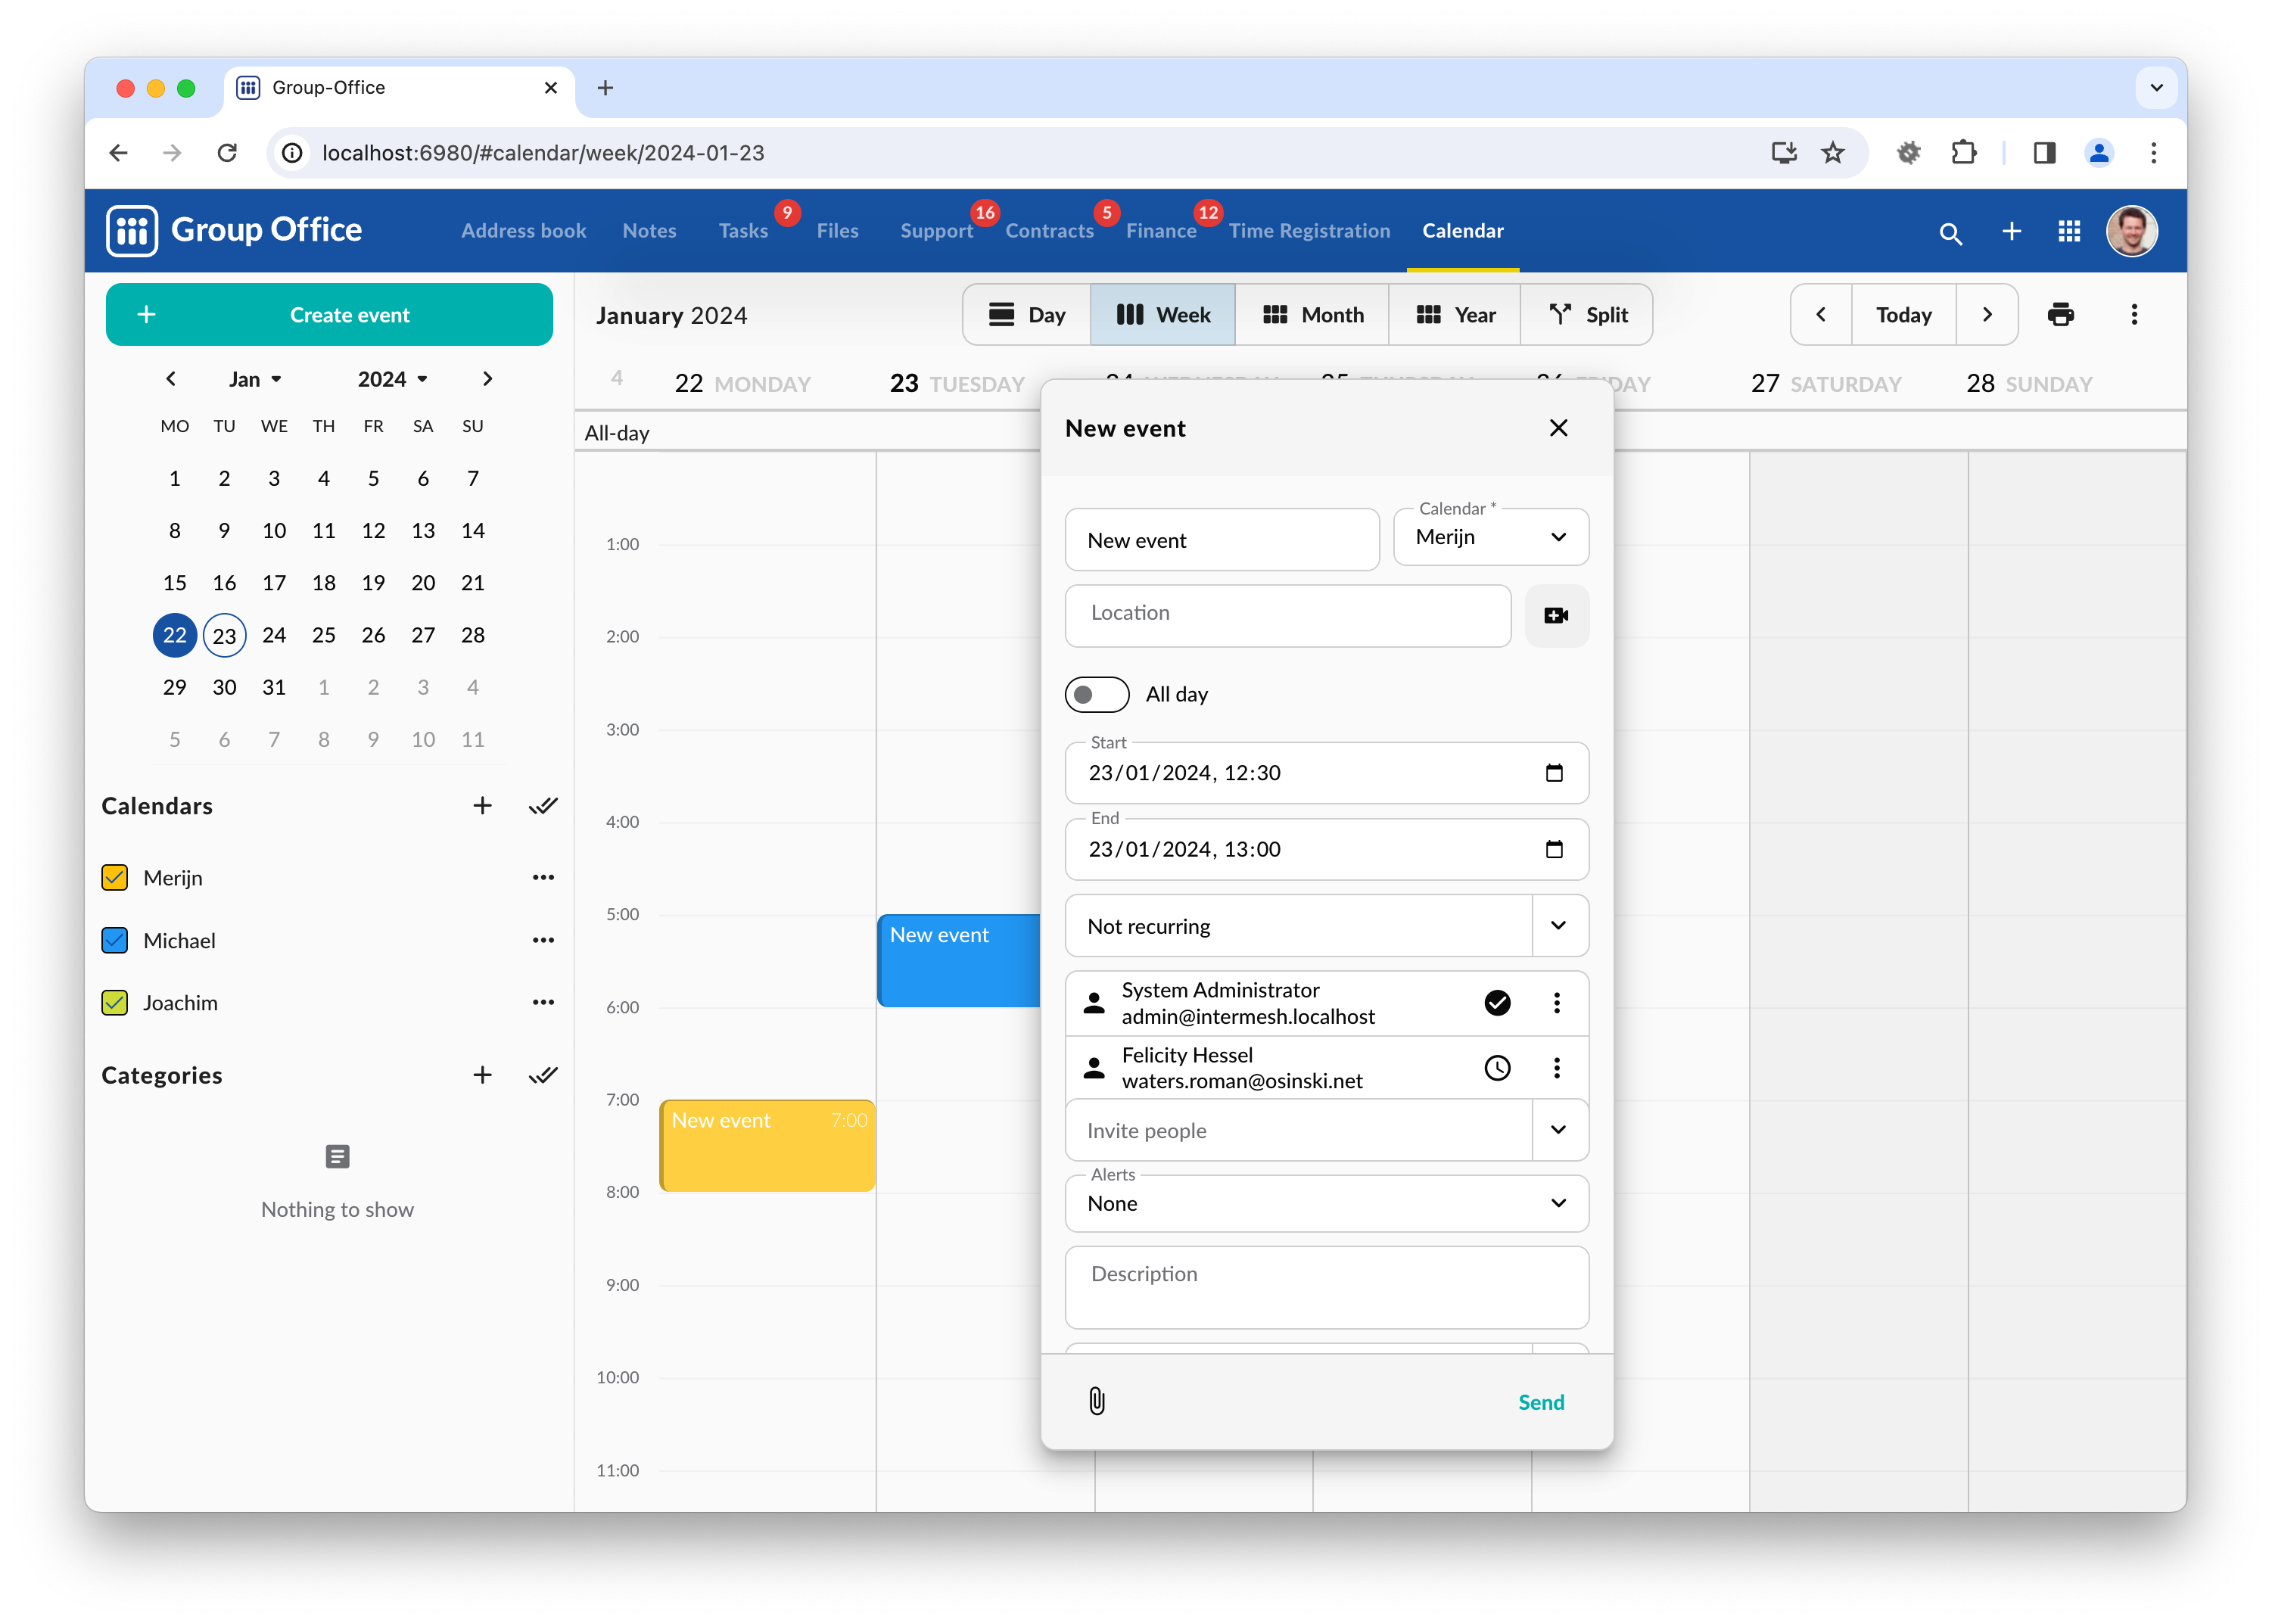 Group-Office
localhost:6980/#calendar/week/2024-01-23
Group Office
Address book Notes Tasks 9 Files Support 16 Contracts 5 Finance 12 Time Registration Calendar
Create event
January 2024
Day Week Month Year Split
Today
Jan 2024
MO TU WE TH FR SA SU
1 2 3 4 5 6 7
8 9 10 11 12 13 14
15 16 17 18 19 20 21
22 23 24 25 26 27 28
29 30 31 1 2 3 4
5 6 7 8 9 10 11
Calendars
Merijn
Michael
Joachim
Categories
Nothing to show
4 22 MONDAY 23 TUESDAY 24 WEDNESDAY 25 THURSDAY 26 FRIDAY 27 SATURDAY 28 SUNDAY
All-day
1:00
2:00
3:00
4:00
5:00
6:00
7:00
8:00
9:00
10:00
11:00
New event
New event 7:00
New event
New event
Calendar *
Merijn
Location
All day
Start
23/01/2024, 12:30
End
23/01/2024, 13:00
Not recurring
System Administrator
admin@intermesh.localhost
Felicity Hessel
waters.roman@osinski.net
Invite people
Alerts
None
Description
Send